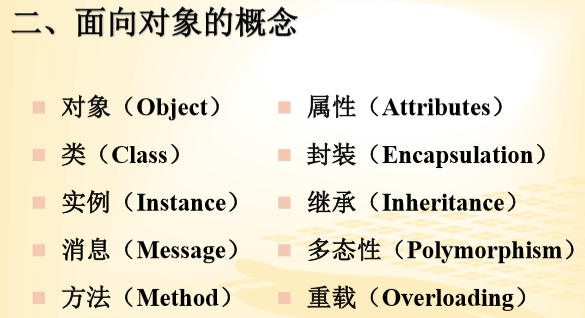 二、面向对象的概念
对象（Object）
类（Class）
实例（Instance）
消息（Message）
方法（Method）
属性（Attributes）
封装（Encapsulation）
继承（Inheritance）
多态性（Polymorphism）
重载（Overloading）